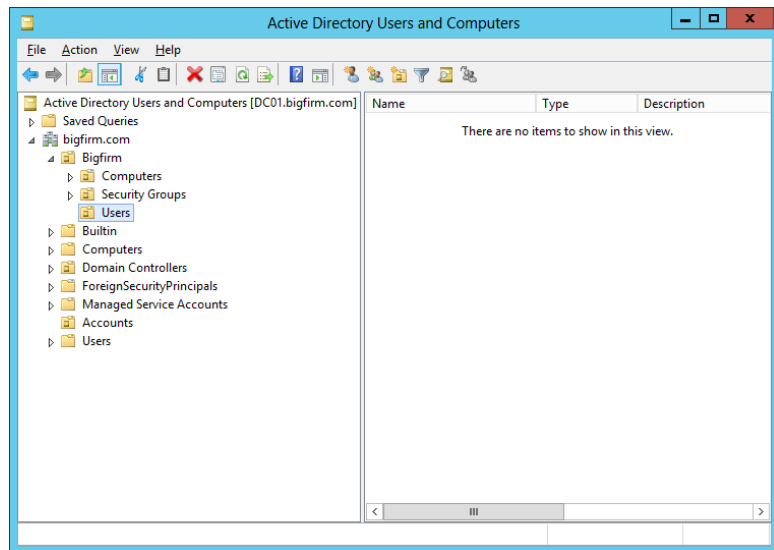 Active Directory Users and Computers
File Action View Help
Active Directory Users and Computers [DC01.bigfirm.com]
Name Type Description
Saved Queries
There are no items to show in this view.
bigfirm.com
Bigfirm
Computers
Security Groups
Users
Builtin
Computers
Domain Controllers
ForeignSecurityPrincipals
Managed Service Accounts
Accounts
Users